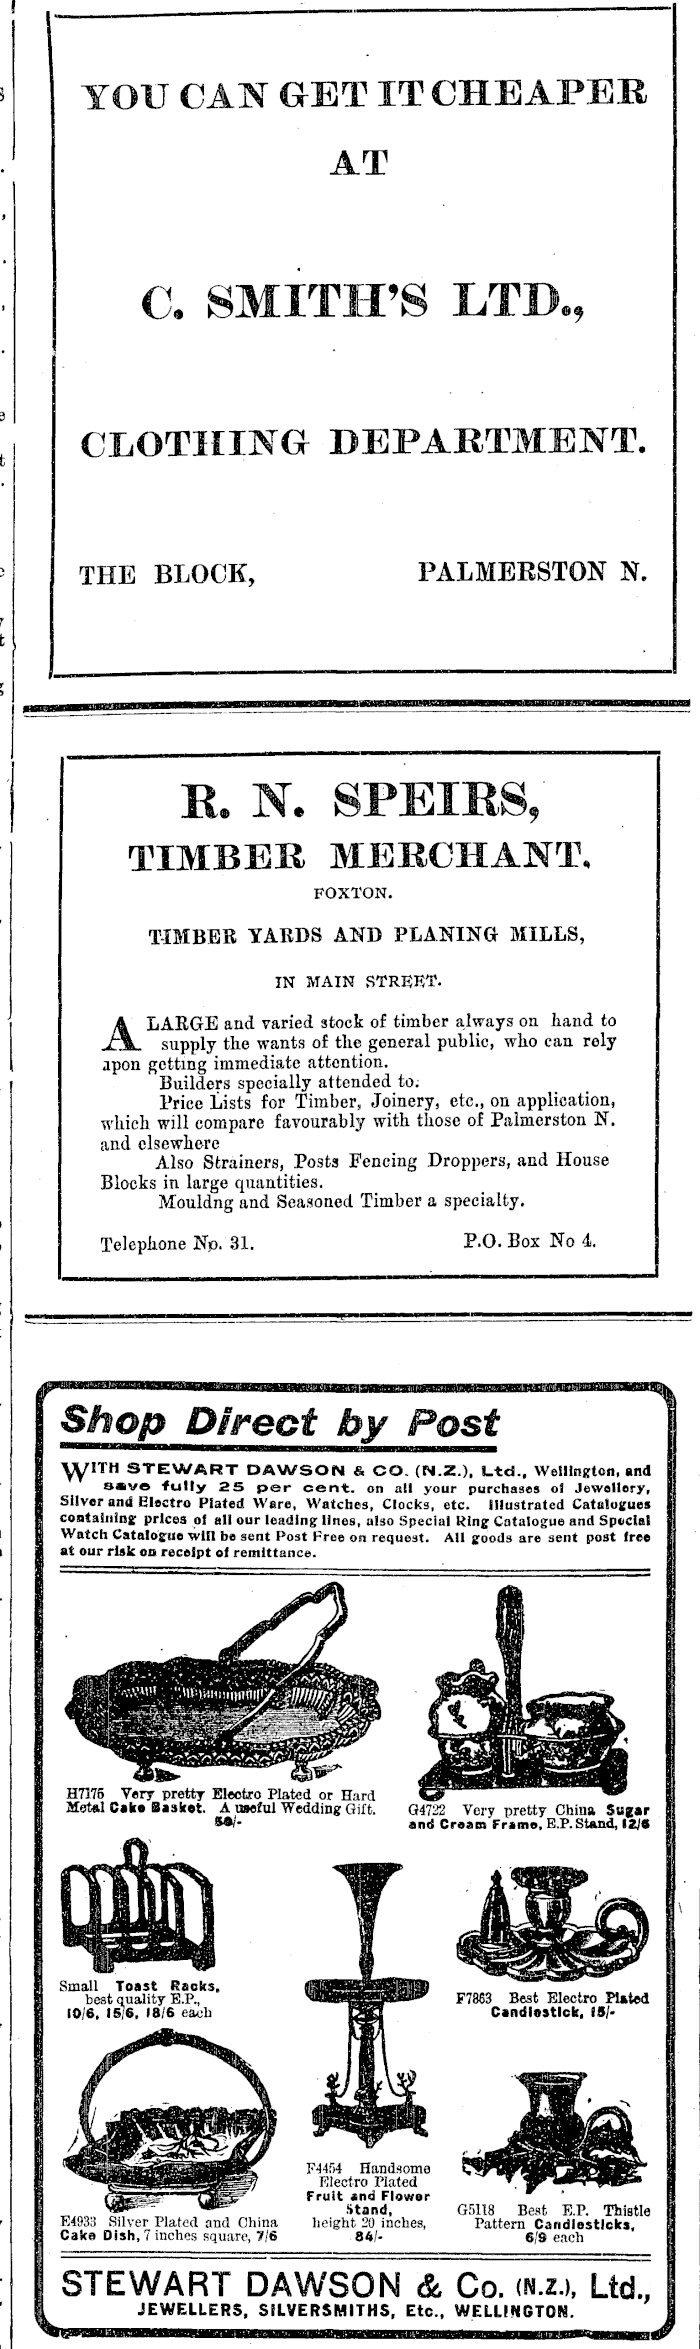 YOU CAN GET IT CHEAPER
AT
C. SMITH'S LTD.,
CLOTHING DEPARTMENT.
THE BLOCK, PALMERSTON N.
R. N. SPEIRS,
TIMBER MERCHANT.
FOXTON.
TIMBER YARDS AND PLANING MILLS,
IN MAIN STREET.
A LARGE and varied stock of timber always on hand to
supply the wants of the general public, who can rely
upon getting immediate attention.
Builders specially attended to.
Price Lists for Timber, Joinery, etc., on application,
which will compare favourably with those of Palmerston N.
and elsewhere
Also Strainers, Posts Fencing Droppers, and House
Blocks in large quantities.
Mouldng and Seasoned Timber a specialty.
Telephone No. 31. P.O. Box No 4.
Shop Direct by Post
WITH STEWART DAWSON & CO. (N.Z.), Ltd., Wellington, and
save fully 25 per cent. on all your purchases of Jewellery,
Silver and Electro Plated Ware, Watches, Clocks, etc. Illustrated Catalogues
containing prices of all our leading lines, also Special Ring Catalogue and Special
Watch Catalogue will be sent Post Free on request. All goods are sent post free
at our risk on receipt of remittance.
H7175 Very pretty Electro Plated or Hard
Metal Cake Basket. A useful Wedding Gift.
G4722 Very pretty China Sugar
and Cream Frame, E.P. Stand, 12/6
Small Toast Racks,
best quality E.P.,
10/6, 15/6, 18/6 each
F7863 Best Electro Plated
Candlestick, 15/-
F4454 Handsome
Electro Plated
Fruit and Flower
Stand,
height 20 inches,
84/-
E4933 Silver Plated and China
Cake Dish, 7 inches square, 7/6
G5118 Best E.P. Thistle
Pattern Candlesticks,
6/9 each
STEWART DAWSON & Co. (N.Z.), Ltd.,
JEWELLERS, SILVERSMITHS, Etc., WELLINGTON.